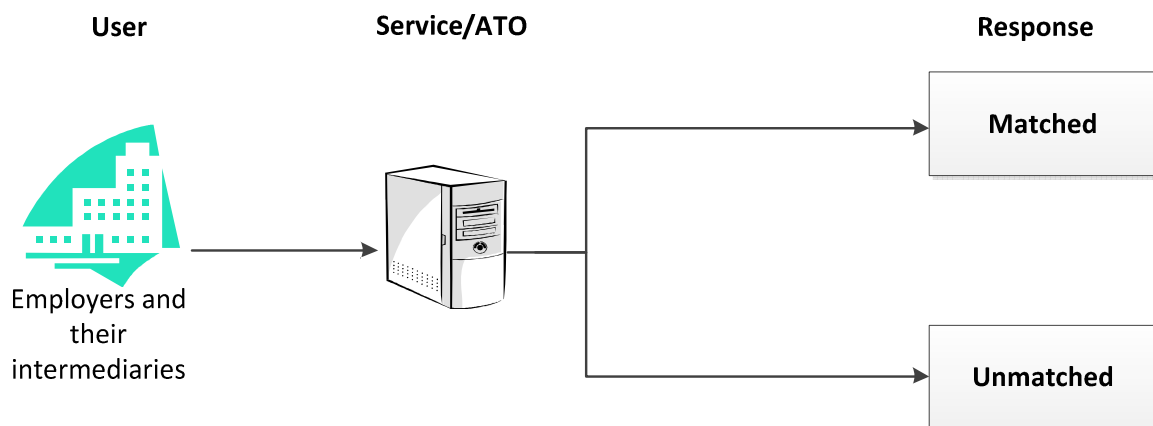 User
Service/ATO
Response
Matched
Employers and
their
intermediaries
Unmatched